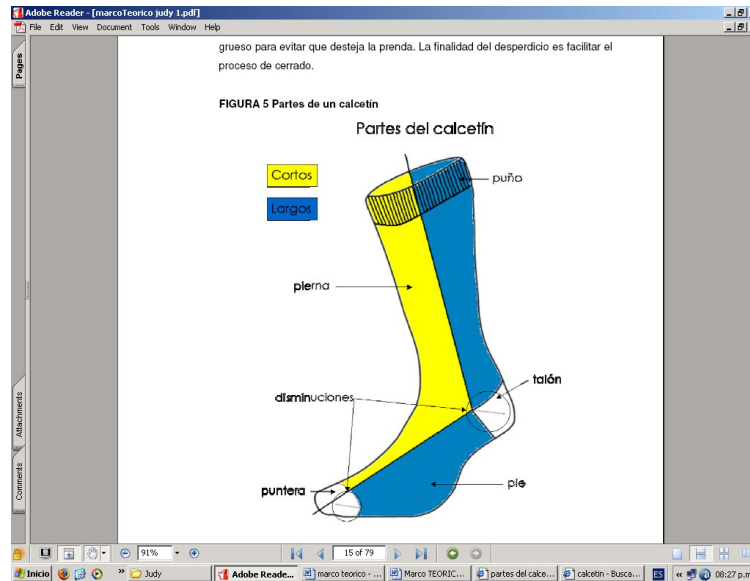 Adobe Reader - [marcoTeorico judy 1.pdf]
File Edit View Document Tools Window Help
Pages
grueso para evitar que desteja la prenda. La finalidad del desperdicio es facilitar el
proceso de cerrado.
FIGURA 5 Partes de un calcetín
Partes del calcetín
Cortos
puño
Largos
pierna
talón
disminuciones
puntera
pie
Attachments
Comments
91%
15 of 79
Inicio
Judy
Adobe Reade...
marco teorico - ...
Marco TEORIC...
partes del calce...
calcetin - Busca...
ES
08:27 p.m.